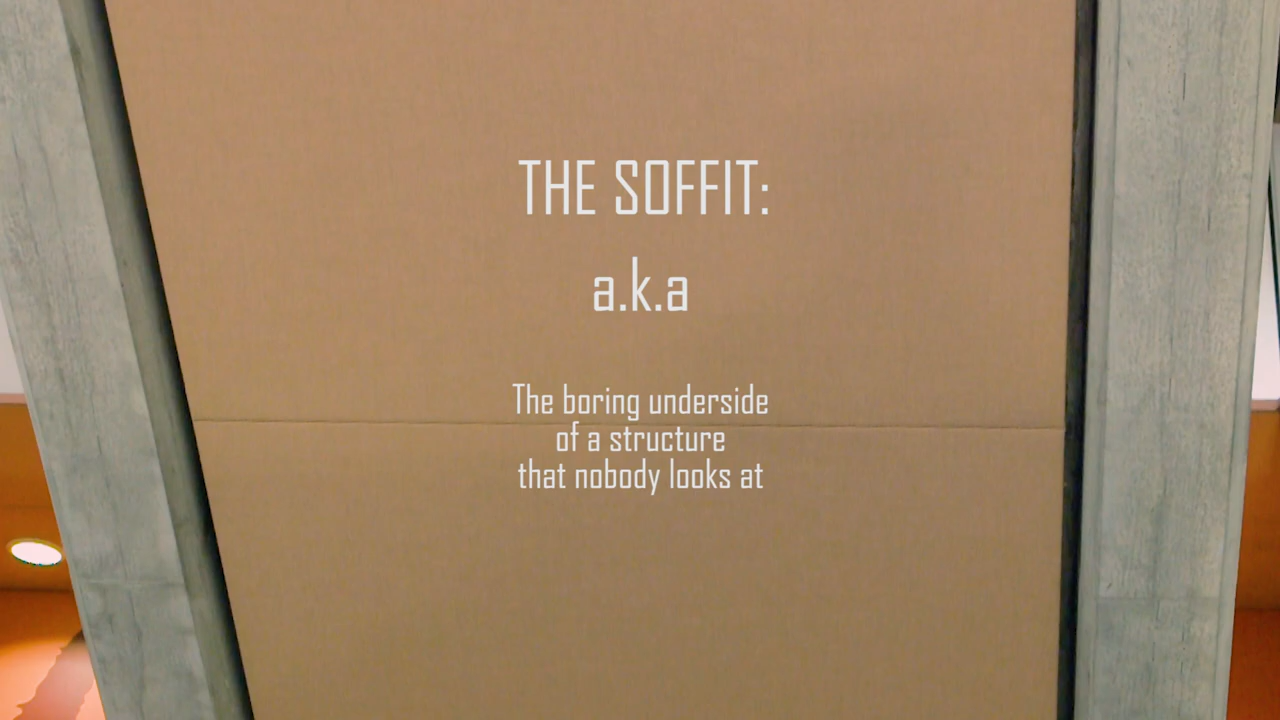 THE SOFFIT:
a.k.a
The boring underside
of a structure
that nobody looks at